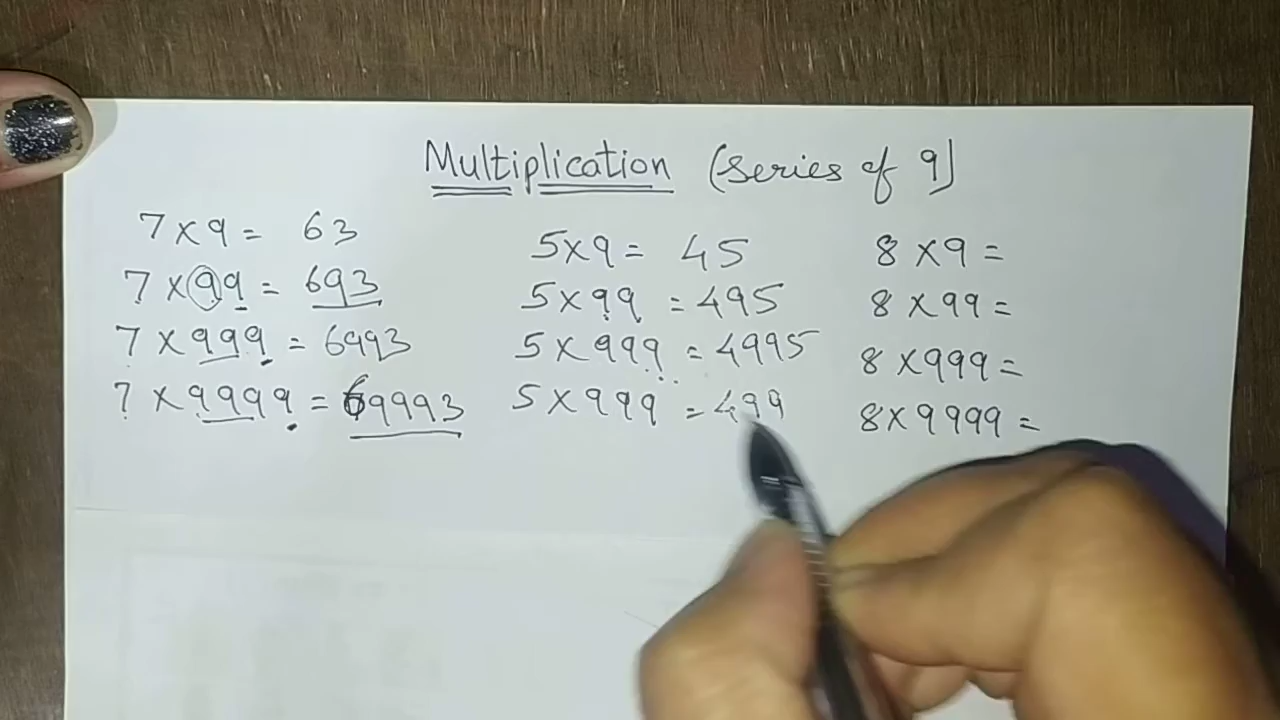 Multiplication (series of 9)
7 x 9 = 63
7 x 99 = 693
7 x 999 = 6993
7 x 9999 = 69993
5 x 9 = 45
5 x 99 = 495
5 x 999 = 4995
5 x 999 = 499
8 x 9 =
8 x 99 =
8 x 999 =
8 x 9999 =